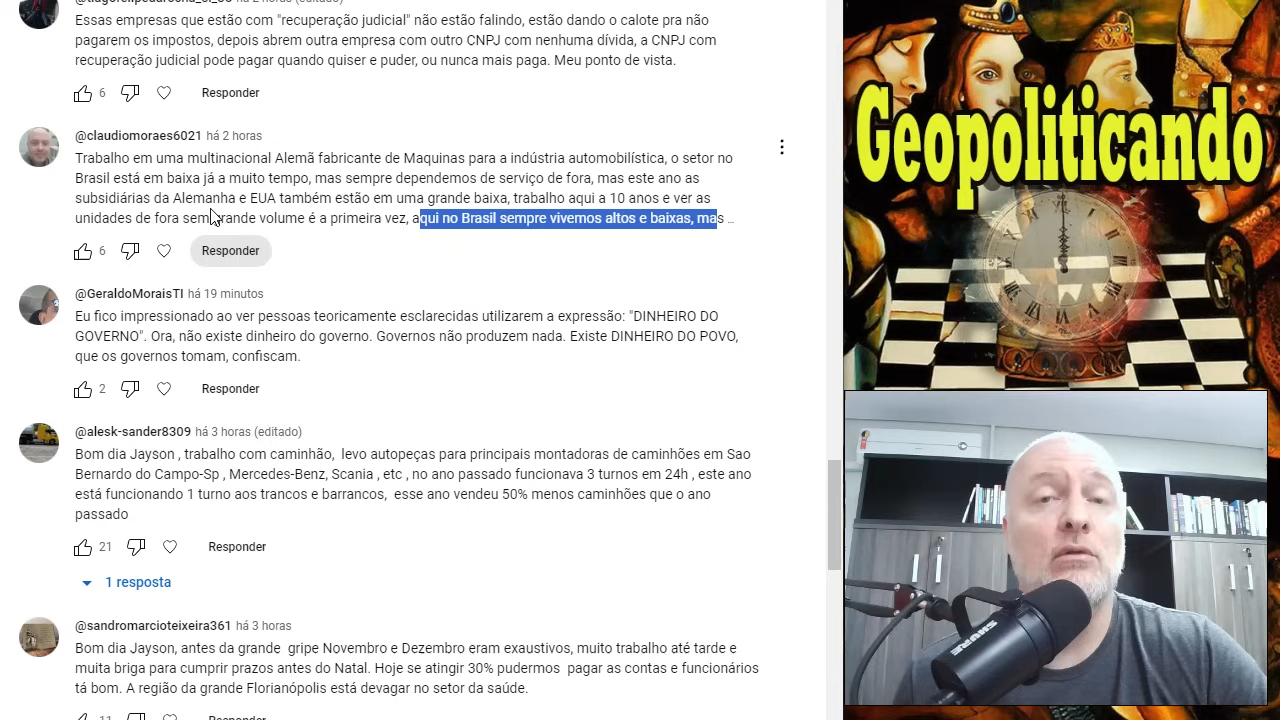 há 2 horas (editado)
Essas empresas que estão com "recuperação judicial" não estão falindo, estão dando o calote pra não
pagarem os impostos, depois abrem outra empresa com outro CNPJ com nenhuma dívida, a CNPJ com
recuperação judicial pode pagar quando quiser e puder, ou nunca mais paga. Meu ponto de vista.
6 Responder
@claudiomoraes6021 há 2 horas
Trabalho em uma multinacional Alemã fabricante de Maquinas para a indústria automobilística, o setor no
Brasil está em baixa já a muito tempo, mas sempre dependemos de serviço de fora, mas este ano as
subsidiárias da Alemanha e EUA também estão em uma grande baixa, trabalho aqui a 10 anos e ver as
unidades de fora sem grande volume é a primeira vez, aqui no Brasil sempre vivemos altos e baixas, mas ...
6 Responder
@GeraldoMoraisTI há 19 minutos
Eu fico impressionado ao ver pessoas teoricamente esclarecidas utilizarem a expressão: "DINHEIRO DO
GOVERNO". Ora, não existe dinheiro do governo. Governos não produzem nada. Existe DINHEIRO DO POVO,
que os governos tomam, confiscam.
2 Responder
@alesk-sander8309 há 3 horas (editado)
Bom dia Jayson , trabalho com caminhão, levo autopeças para principais montadoras de caminhões em Sao
Bernardo do Campo-Sp , Mercedes-Benz, Scania , etc , no ano passado funcionava 3 turnos em 24h , este ano
está funcionando 1 turno aos trancos e barrancos, esse ano vendeu 50% menos caminhões que o ano
passado
21 Responder
1 resposta
@sandromarcioteixeira361 há 3 horas
Bom dia Jayson, antes da grande gripe Novembro e Dezembro eram exaustivos, muito trabalho até tarde e
muita briga para cumprir prazos antes do Natal. Hoje se atingir 30% pudermos pagar as contas e funcionários
tá bom. A região da grande Florianópolis está devagar no setor da saúde.
11 Responder
Geopoliticando
SHURE